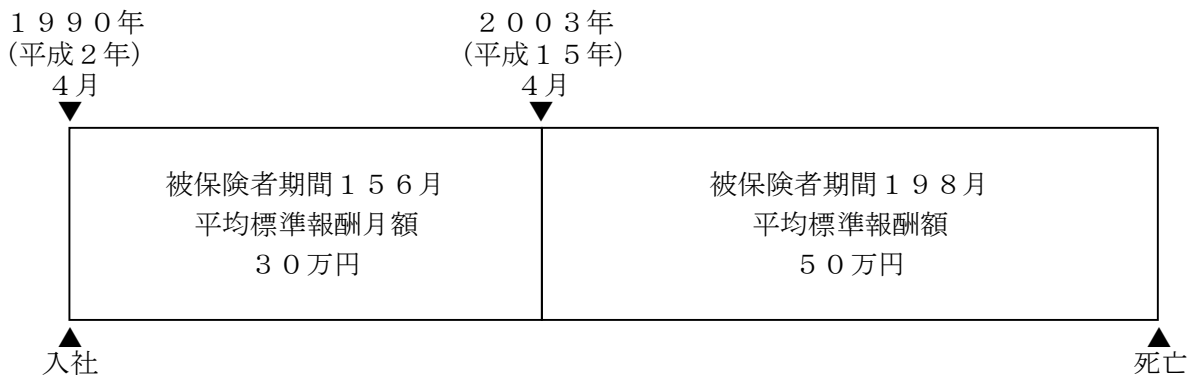 １９９０年
(平成２年)
４月
▼
２００３年
(平成１５年)
４月
▼
被保険者期間１５６月
平均標準報酬月額
３０万円
被保険者期間１９８月
平均標準報酬額
５０万円
▲
入社
▲
死亡